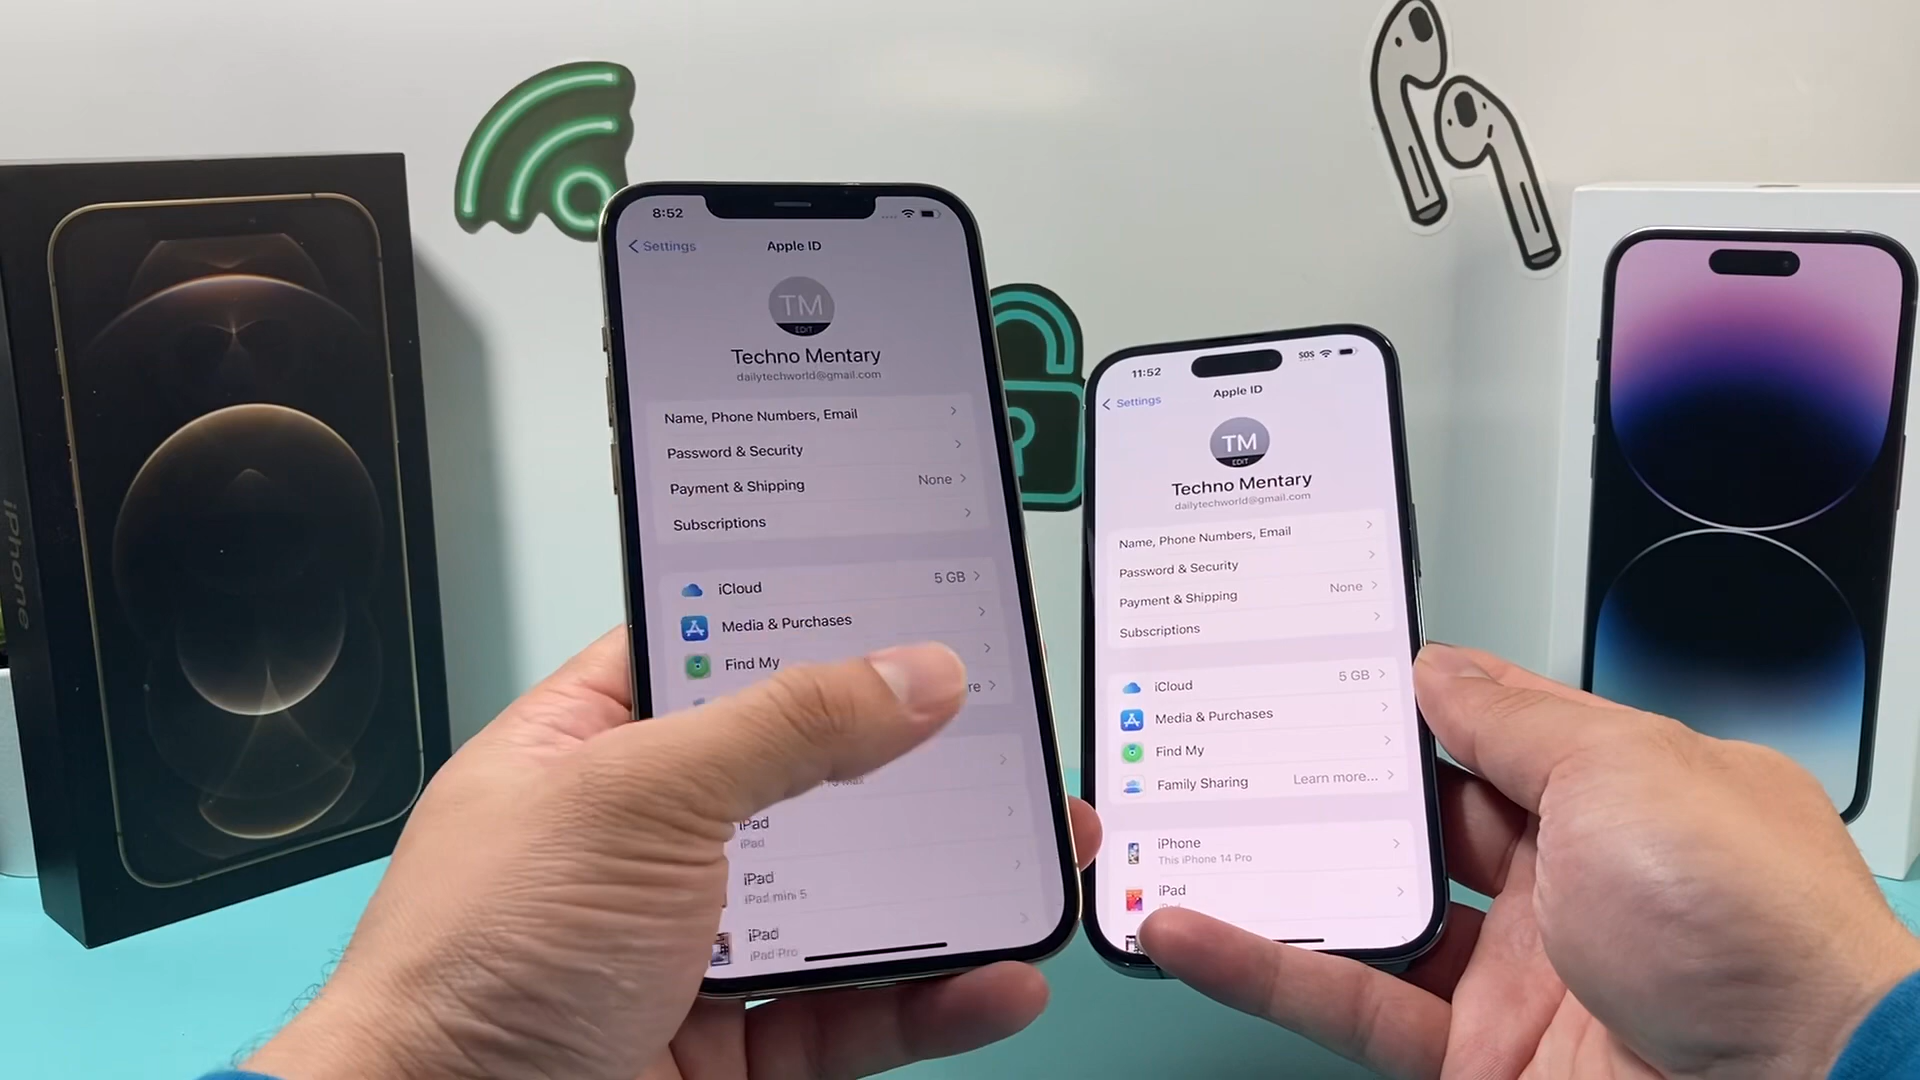 iPhone
8:52
Settings
Apple ID
TM
EDIT
Techno Mentary
dailytechworld@gmail.com
Name, Phone Numbers, Email
Password & Security
Payment & Shipping None
Subscriptions
iCloud 5 GB
Media & Purchases
Find My
re
iPad
iPad
iPad
iPad mini 5
iPad
iPad Pro
11:52
SOS
Settings
Apple ID
TM
EDIT
Techno Mentary
dailytechworld@gmail.com
Name, Phone Numbers, Email
Password & Security
Payment & Shipping None
Subscriptions
iCloud 5 GB
Media & Purchases
Find My
Family Sharing Learn more...
iPhone
This iPhone 14 Pro
iPad